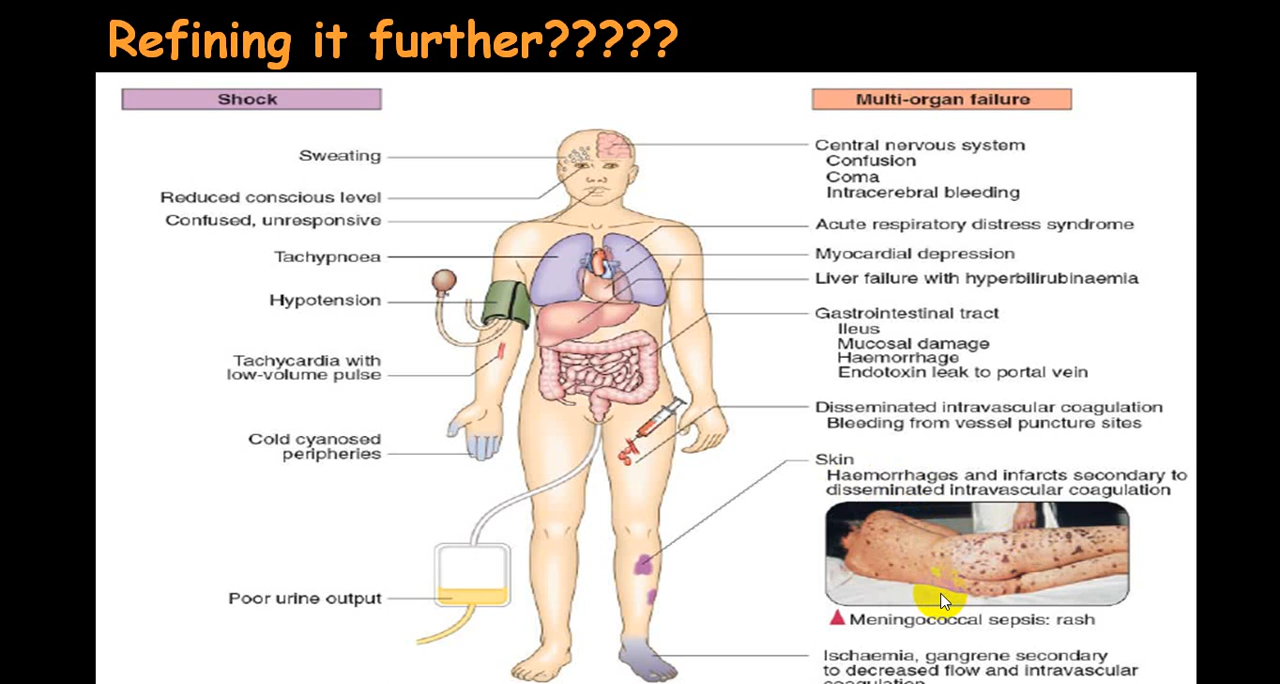 Refining it further?????
Shock
Sweating
Reduced conscious level
Confused, unresponsive
Tachypnoea
Hypotension
Tachycardia with
low-volume pulse
Cold cyanosed
peripheries
Poor urine output
Multi-organ failure
Central nervous system
Confusion
Coma
Intracerebral bleeding
Acute respiratory distress syndrome
Myocardial depression
Liver failure with hyperbilirubinaemia
Gastrointestinal tract
Ileus
Mucosal damage
Haemorrhage
Endotoxin leak to portal vein
Disseminated intravascular coagulation
Bleeding from vessel puncture sites
Skin
Haemorrhages and infarcts secondary to
disseminated intravascular coagulation
Meningococcal sepsis: rash
Ischaemia, gangrene secondary
to decreased flow and intravascular
coagulation